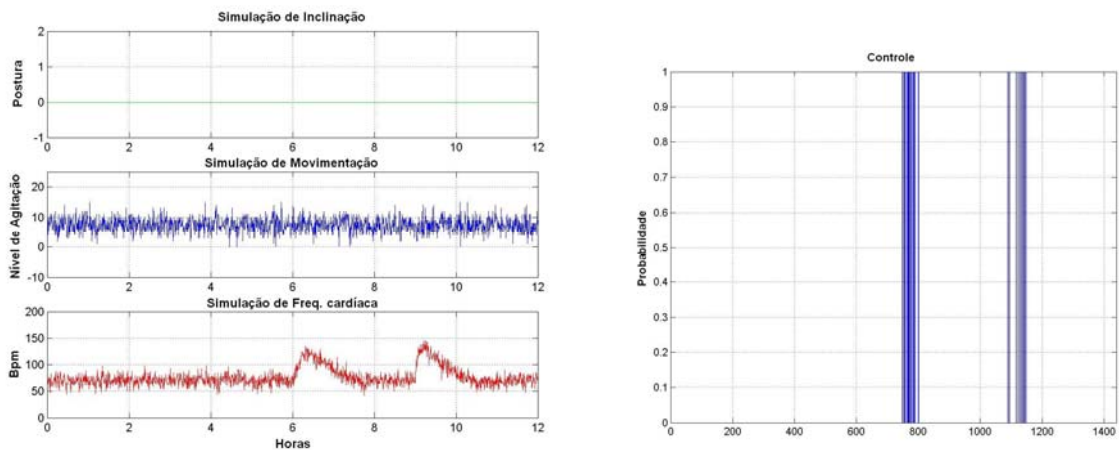 Simulação de Inclinação
Postura
2
1
0
-1
0 2 4 6 8 10 12
Simulação de Movimentação
Nível de Agitação
20
10
0
-10
0 2 4 6 8 10 12
Simulação de Freq. cardíaca
Bpm
200
150
100
50
0
0 2 4 6 8 10 12
Horas
Controle
Probabilidade
1
0.9
0.8
0.7
0.6
0.5
0.4
0.3
0.2
0.1
0
0 200 400 600 800 1000 1200 1400